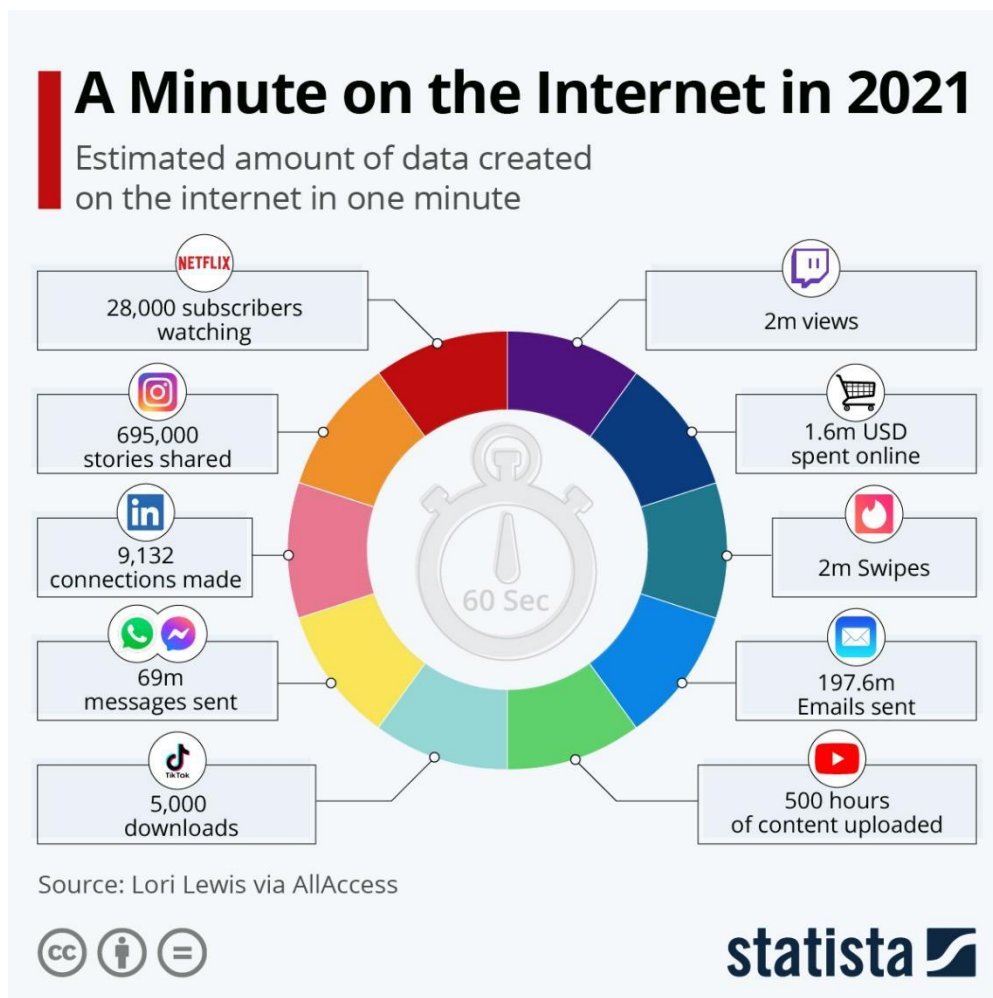 A Minute on the Internet in 2021
Estimated amount of data created
on the internet in one minute
NETFLIX
28,000 subscribers
watching
2m views
695,000
stories shared
1.6m USD
spent online
in
9,132
connections made
2m Swipes
60 Sec
69m
messages sent
197.6m
Emails sent
TikTok
5,000
downloads
500 hours
of content uploaded
Source: Lori Lewis via AllAccess
cc
statista